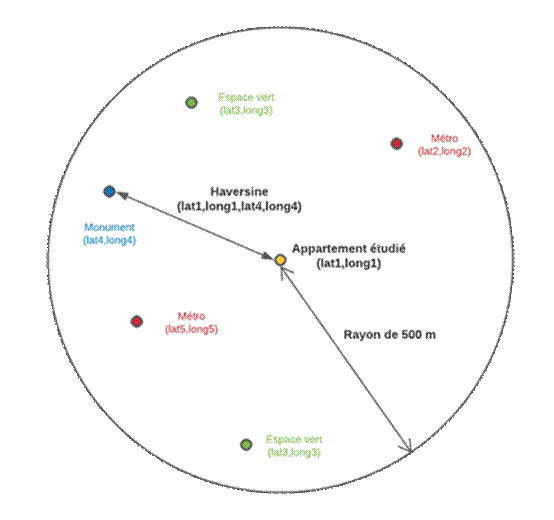 Espace vert
(lat3,long3)
Métro
(lat2,long2)
Haversine
(lat1,long1,lat4,long4)
Monument
(lat4,long4)
Appartement étudié
(lat1,long1)
Métro
(lat5,long5)
Rayon de 500 m
Espace vert
(lat3,long3)